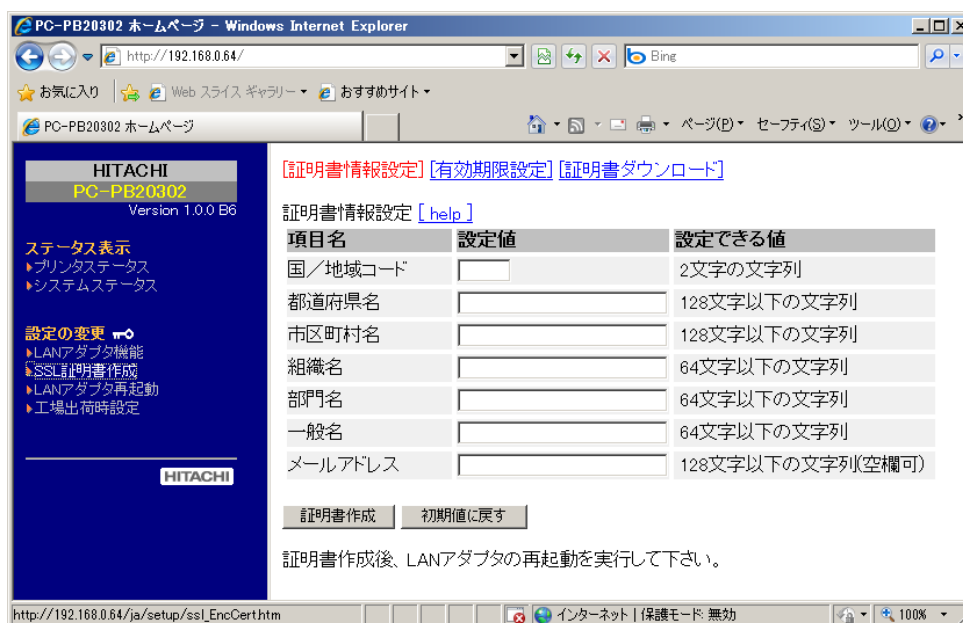 PC-PB20302 ホームページ - Windows Internet Explorer
http://192.168.0.64/
Bing
お気に入り Web スライス ギャラリー おすすめサイト
PC-PB20302 ホームページ ページ(P) セーフティ(S) ツール(O)
HITACHI
PC-PB20302
Version 1.0.0 B6
ステータス表示
プリンタステータス
システムステータス
設定の変更
LANアダプタ機能
SSL証明書作成
LANアダプタ再起動
工場出荷時設定
HITACHI
[証明書情報設定] [有効期限設定] [証明書ダウンロード]
証明書情報設定 [ help ]
項目名 設定値 設定できる値
国／地域コード 2文字の文字列
都道府県名 128文字以下の文字列
市区町村名 128文字以下の文字列
組織名 64文字以下の文字列
部門名 64文字以下の文字列
一般名 64文字以下の文字列
メールアドレス 128文字以下の文字列(空欄可)
証明書作成 初期値に戻す
証明書作成後、LANアダプタの再起動を実行して下さい。
http://192.168.0.64/ja/setup/ssl_EncCert.htm インターネット | 保護モード: 無効 100%